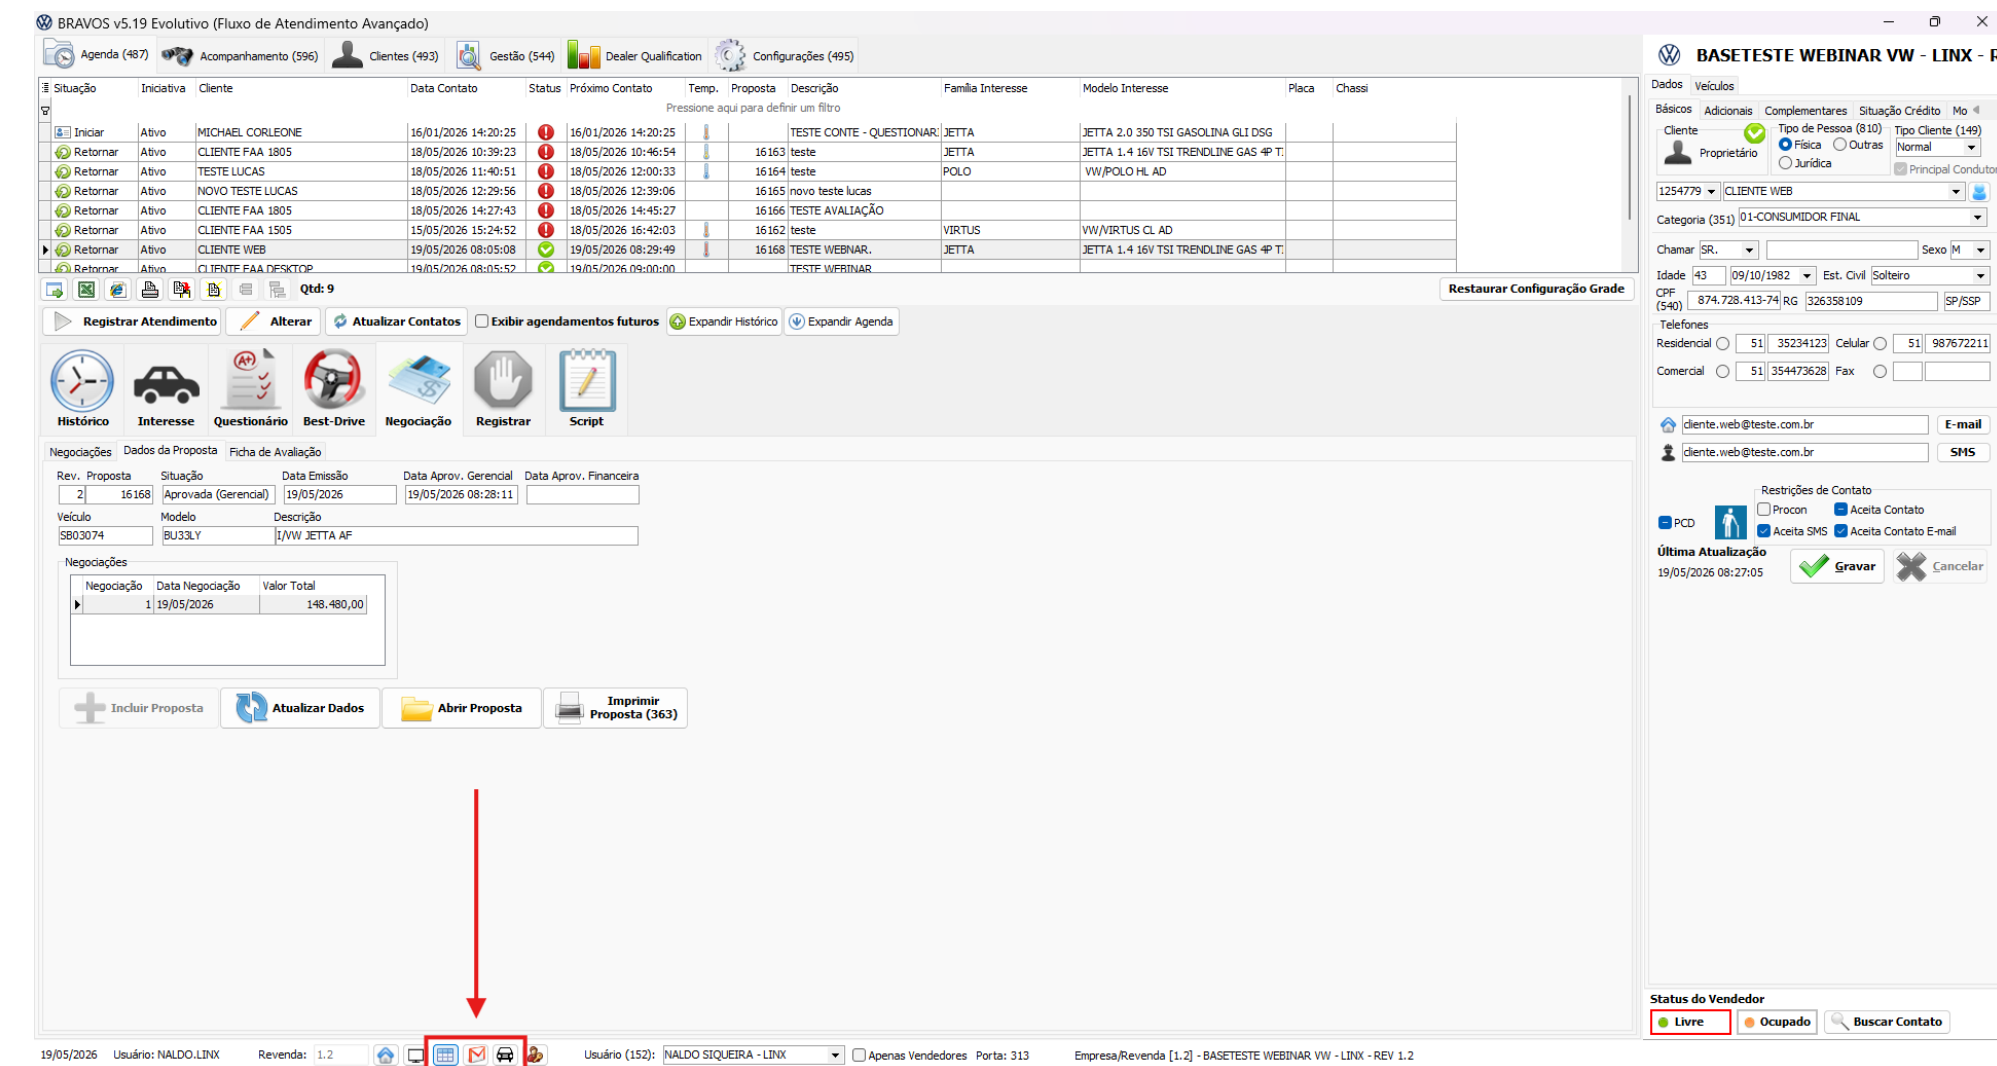 BRAVOS v5.19 Evolutivo (Fluxo de Atendimento Avançado)
Agenda (487) Acompanhamento (596) Clientes (493) Gestão (544) Dealer Qualification Configurações (495)
Situação Iniciativa Cliente Data Contato Status Próximo Contato Temp. Proposta Descrição Família Interesse Modelo Interesse Placa Chassi
Pressione aqui para definir um filtro
Iniciar Ativo MICHAEL CORLEONE 16/01/2026 14:20:25 16/01/2026 14:20:25 TESTE CONTE - QUESTIONAR: JETTA JETTA 2.0 350 TSI GASOLINA GLI DSG
Retornar Ativo CLIENTE FAA 1805 18/05/2026 10:39:23 18/05/2026 10:46:54 16163 teste JETTA JETTA 1.4 16V TSI TRENDLINE GAS 4P T:
Retornar Ativo TESTE LUCAS 18/05/2026 11:40:51 18/05/2026 12:00:33 16164 teste POLO VW/POLO HL AD
Retornar Ativo NOVO TESTE LUCAS 18/05/2026 12:29:56 18/05/2026 12:39:06 16165 novo teste lucas
Retornar Ativo CLIENTE FAA 1805 18/05/2026 14:27:43 18/05/2026 14:45:27 16166 TESTE AVALIAÇÃO
Retornar Ativo CLIENTE FAA 1505 15/05/2026 15:24:52 18/05/2026 16:42:03 16162 teste VIRTUS VW/VIRTUS CL AD
Retornar Ativo CLIENTE WEB 19/05/2026 08:05:08 19/05/2026 08:29:49 16168 TESTE WEBNAR. JETTA JETTA 1.4 16V TSI TRENDLINE GAS 4P T:
Retornar Ativo CLIENTE FAA DESKTOP 19/05/2026 08:05:52 19/05/2026 09:00:00 TESTE WEBINAR
Qtd: 9 Restaurar Configuração Grade
Registrar Atendimento Alterar Atualizar Contatos Exibir agendamentos futuros Expandir Histórico Expandir Agenda
Histórico Interesse Questionário Best-Drive Negociação Registrar Script
Negociações Dados da Proposta Ficha de Avaliação
Rev. Proposta Situação Data Emissão Data Aprov. Gerencial Data Aprov. Financeira
2 16168 Aprovada (Gerencial) 19/05/2026 19/05/2026 08:28:11
Veículo Modelo Descrição
SB03074 BU33LY I/VW JETTA AF
Negociações
Negociação Data Negociação Valor Total
1 19/05/2026 148.480,00
Incluir Proposta Atualizar Dados Abrir Proposta Imprimir Proposta (363)
19/05/2026 Usuário: NALDO.LINX Revenda: 1.2 Usuário (152): NALDO SIQUEIRA - LINX Apenas Vendedores Porta: 313 Empresa/Revenda [1.2] - BASETESTE WEBINAR VW - LINX - REV 1.2
BASETESTE WEBINAR VW - LINX - R
Dados Veículos
Básicos Adicionais Complementares Situação Crédito Mo
Cliente Tipo de Pessoa (810) Tipo Cliente (149)
Proprietário Física Outras Normal
Jurídica Principal Condutor
1254779 CLIENTE WEB
Categoria (351) 01-CONSUMIDOR FINAL
Chamar SR. Sexo M
Idade 43 09/10/1982 Est. Civil Solteiro
CPF (540) 874.728.413-74 RG 326358109 SP/SSP
Telefones
Residencial 51 35234123 Celular 51 987672211
Comercial 51 354473628 Fax
cliente.web@teste.com.br E-mail
cliente.web@teste.com.br SMS
Restrições de Contato
PCD Procon Aceita Contato
Aceita SMS Aceita Contato E-mail
Última Atualização
19/05/2026 08:27:05 Gravar Cancelar
Status do Vendedor
Livre Ocupado Buscar Contato